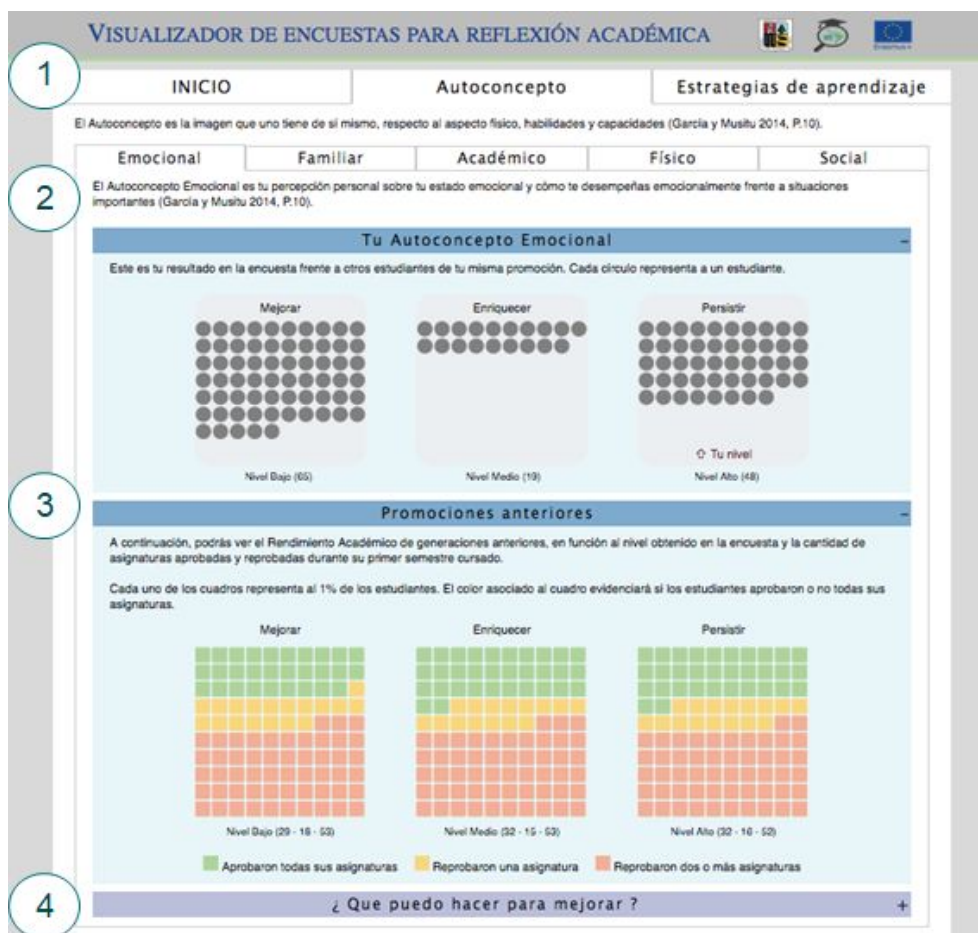 VISUALIZADOR DE ENCUESTAS PARA REFLEXIÓN ACADÉMICA
1
INICIO
Autoconcepto
Estrategias de aprendizaje
El Autoconcepto es la imagen que uno tiene de sí mismo, respecto al aspecto físico, habilidades y capacidades (García y Musitu 2014, P.10).
Emocional
Familiar
Académico
Físico
Social
2
El Autoconcepto Emocional es tu percepción personal sobre tu estado emocional y cómo te desempeñas emocionalmente frente a situaciones
importantes (García y Musitu 2014, P.10).
Tu Autoconcepto Emocional −
Este es tu resultado en la encuesta frente a otros estudiantes de tu misma promoción. Cada círculo representa a un estudiante.
Mejorar
Enriquecer
Persistir
⇧ Tu nivel
Nivel Bajo (65)
Nivel Medio (19)
Nivel Alto (48)
3
Promociones anteriores −
A continuación, podrás ver el Rendimiento Académico de generaciones anteriores, en función al nivel obtenido en la encuesta y la cantidad de
asignaturas aprobadas y reprobadas durante su primer semestre cursado.
Cada uno de los cuadros representa al 1% de los estudiantes. El color asociado al cuadro evidenciará si los estudiantes aprobaron o no todas sus
asignaturas.
Mejorar
Enriquecer
Persistir
Nivel Bajo (29 - 18 - 53)
Nivel Medio (32 - 15 - 53)
Nivel Alto (32 - 16 - 52)
Aprobaron todas sus asignaturas
Reprobaron una asignatura
Reprobaron dos o más asignaturas
4
¿ Que puedo hacer para mejorar ? +